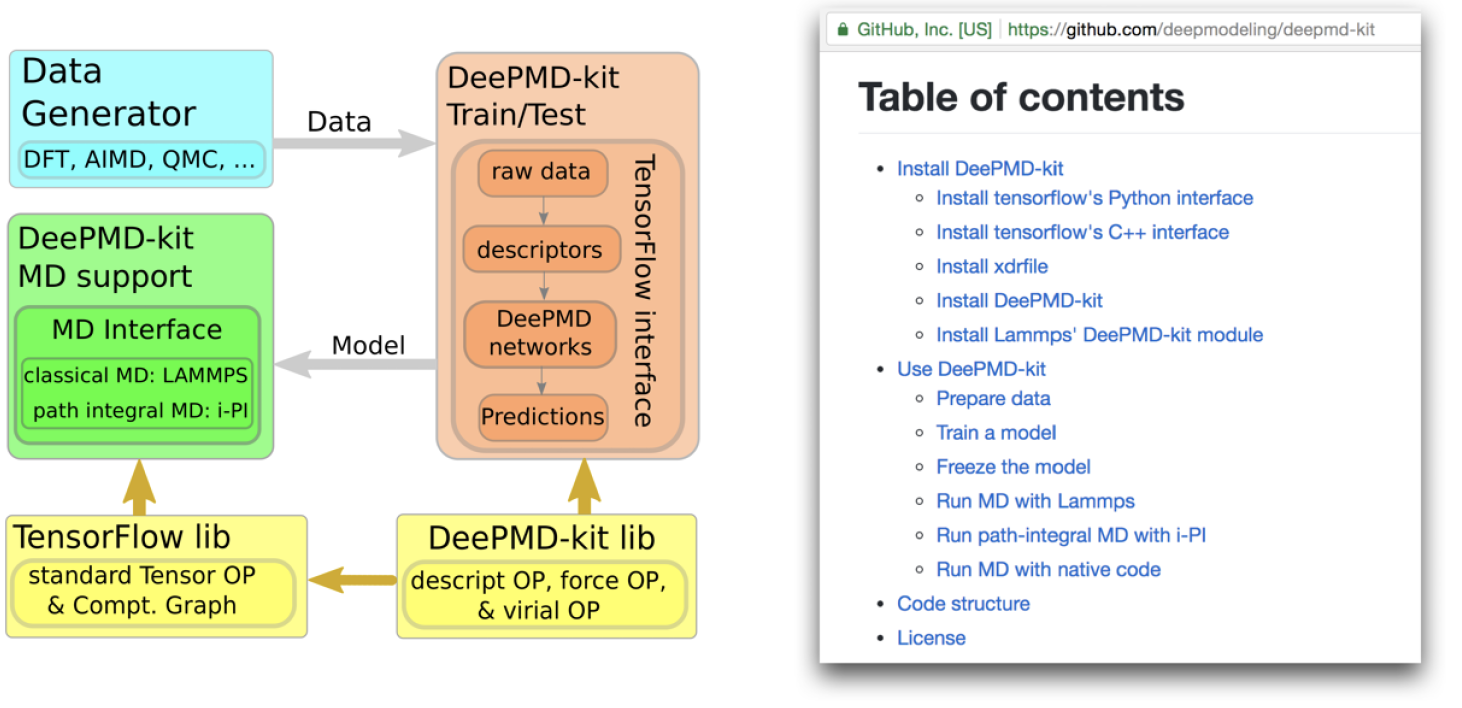 Data
Generator
DFT, AIMD, QMC, ...
Data
DeePMD-kit
Train/Test
raw data
descriptors
DeePMD
networks
Predictions
TensorFlow interface
DeePMD-kit
MD support
MD Interface
classical MD: LAMMPS
path integral MD: i-PI
Model
TensorFlow lib
standard Tensor OP
& Compt. Graph
DeePMD-kit lib
descript OP, force OP,
& virial OP
GitHub, Inc. [US] https://github.com/deepmodeling/deepmd-kit
Table of contents
• Install DeePMD-kit
◦ Install tensorflow's Python interface
◦ Install tensorflow's C++ interface
◦ Install xdrfile
◦ Install DeePMD-kit
◦ Install Lammps' DeePMD-kit module
• Use DeePMD-kit
◦ Prepare data
◦ Train a model
◦ Freeze the model
◦ Run MD with Lammps
◦ Run path-integral MD with i-PI
◦ Run MD with native code
• Code structure
• License